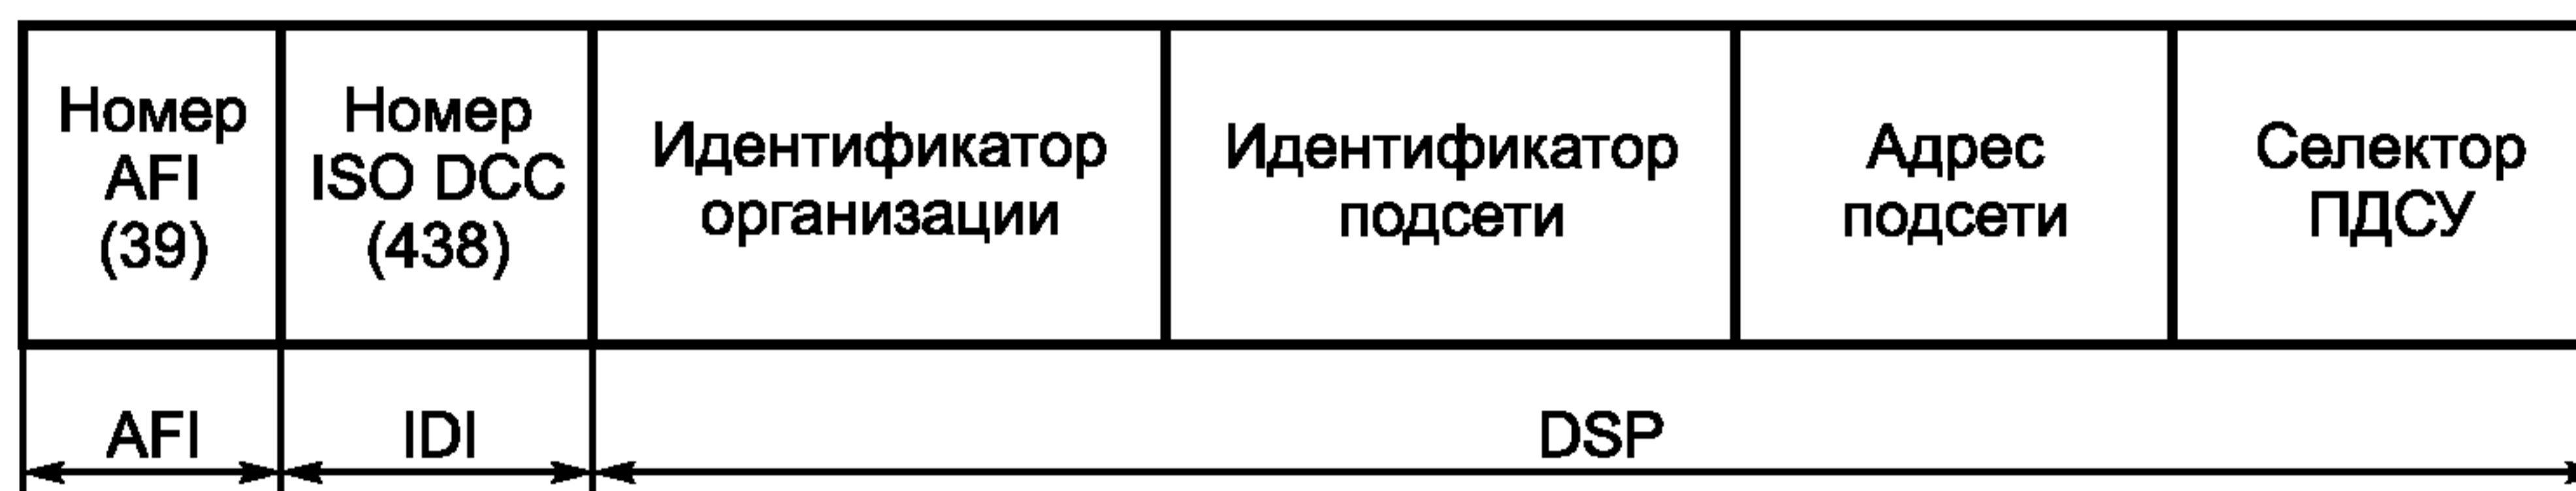 Номер
AFI
(39)
Номер
ISO DCC
(438)
Идентификатор
организации
Идентификатор
подсети
Адрес
подсети
Селектор
ПДСУ
AFI
IDI
DSP